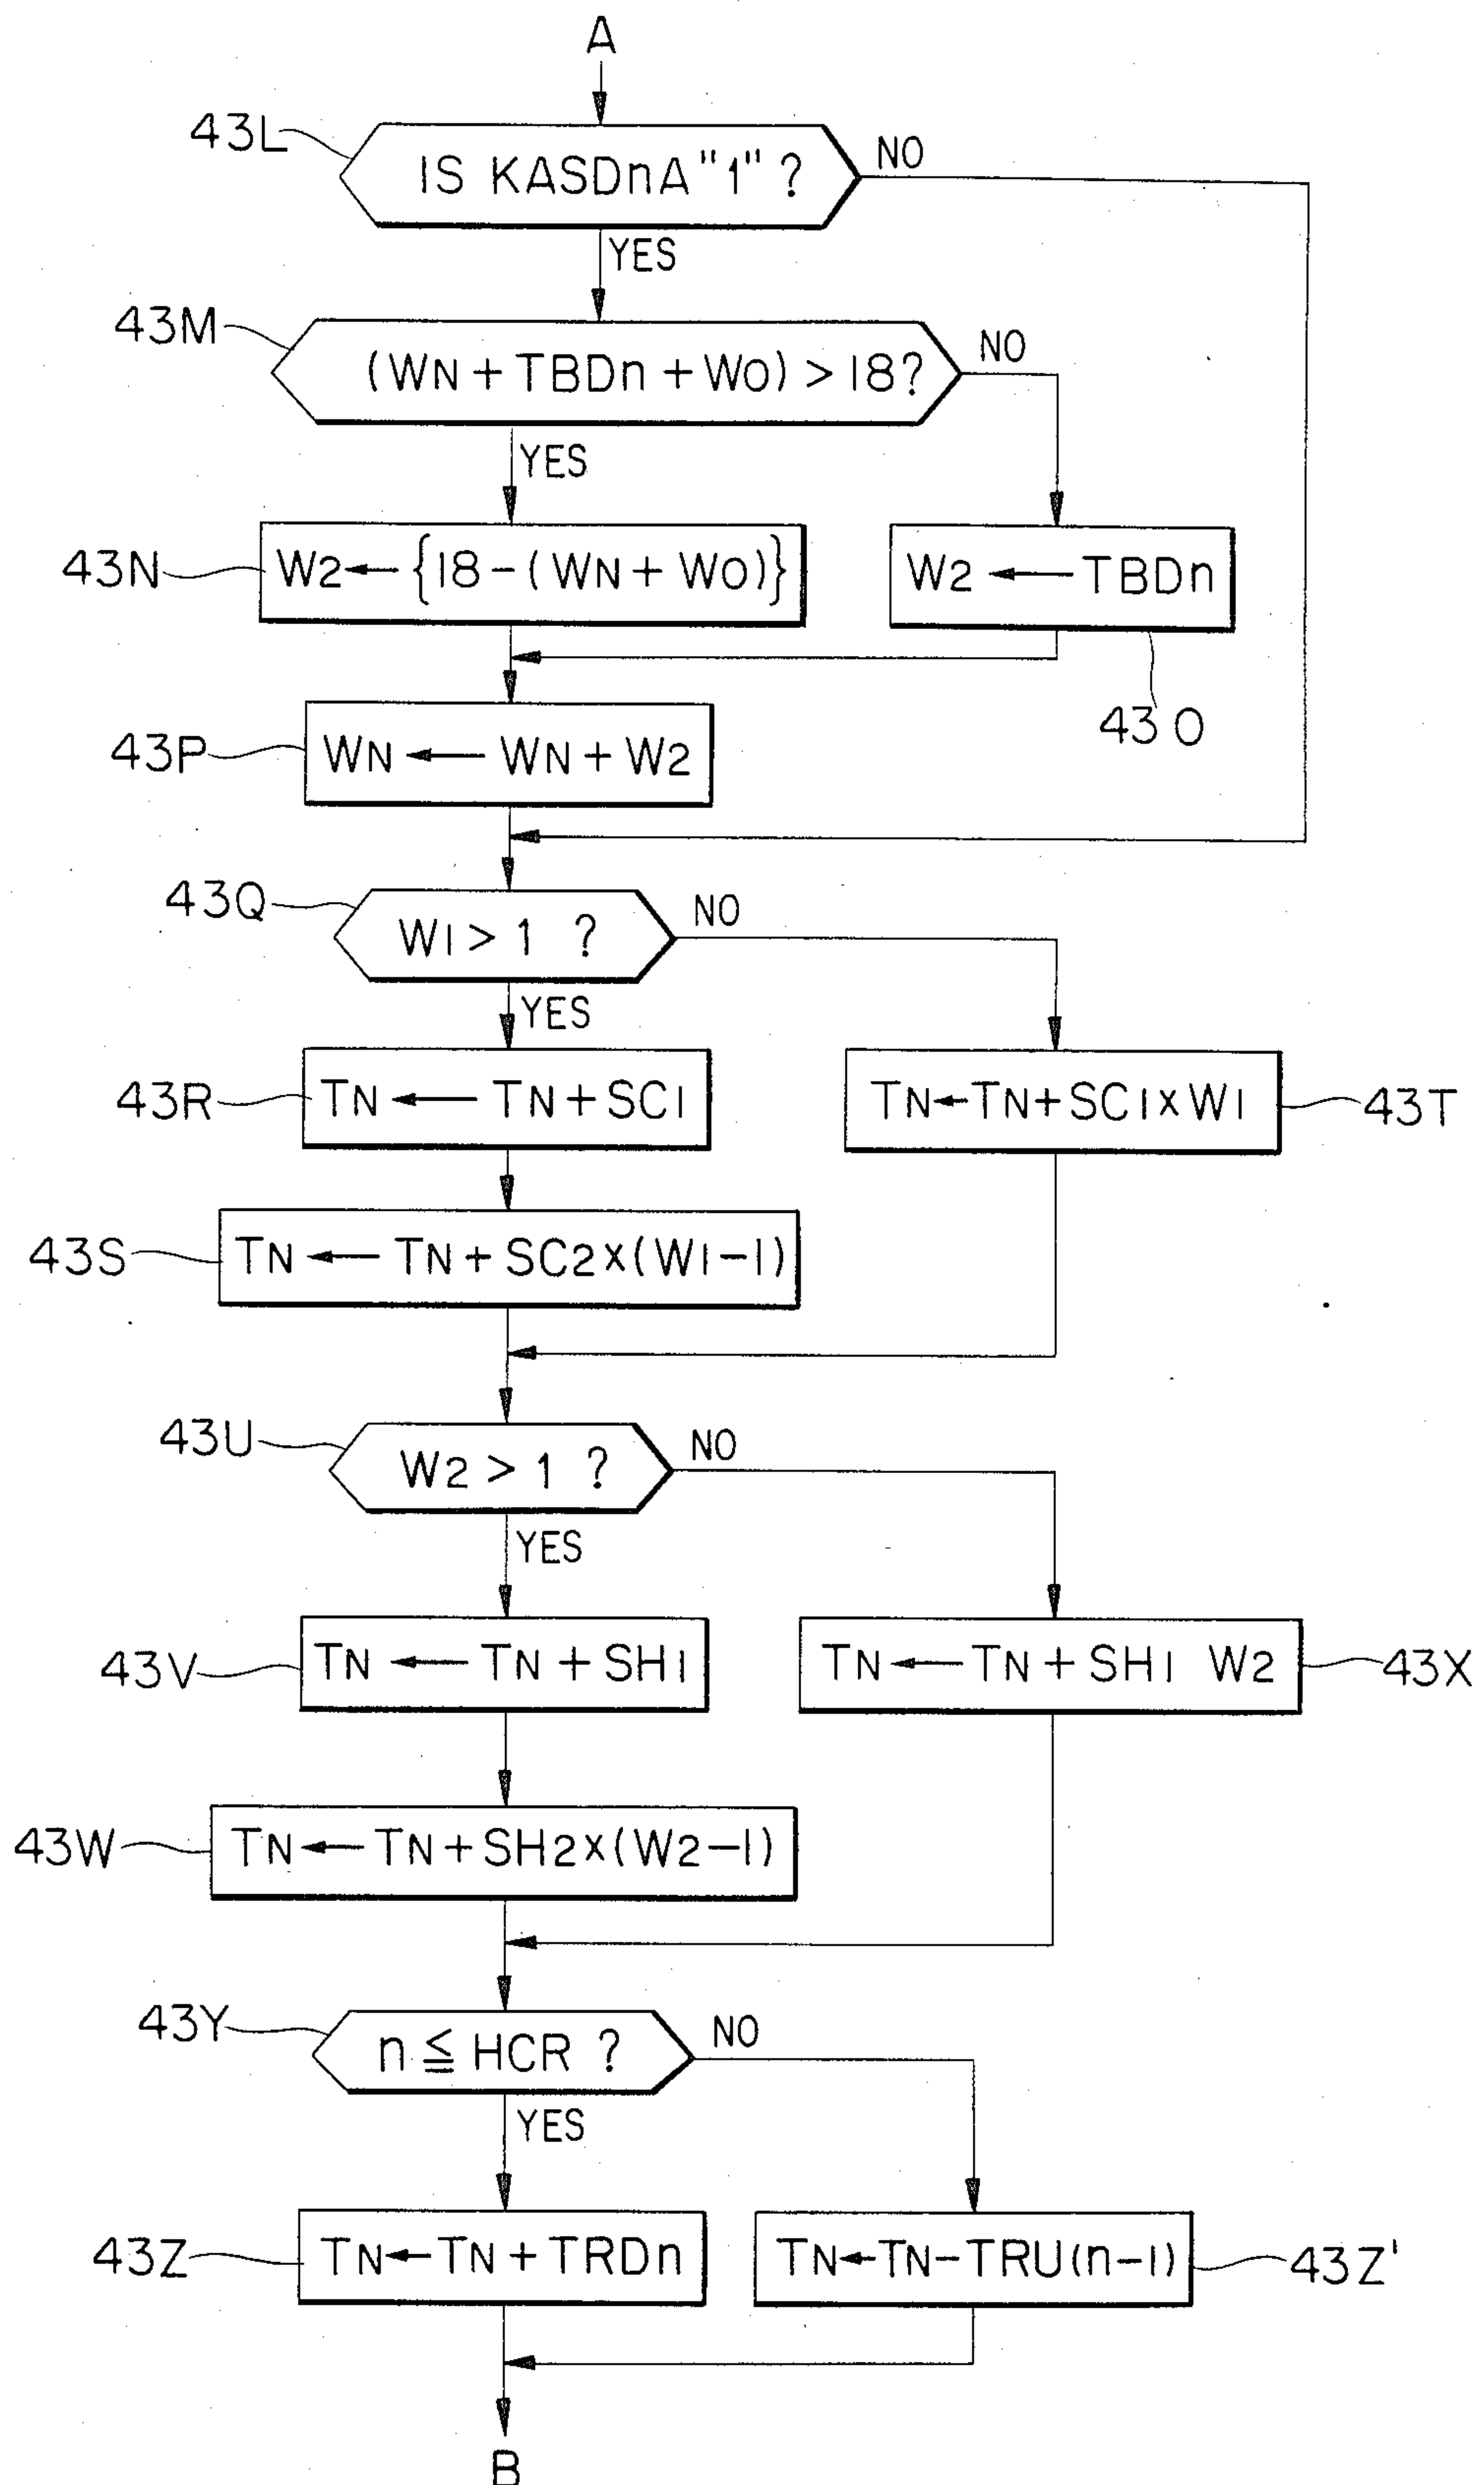 A
43L
IS KASDnA "1" ?
NO
YES
43M
(WN + TBDn + WO) > 18?
NO
YES
43N
W2 ← {18 - (WN + WO)}
W2 ← TBDn
43O
43P
WN ← WN + W2
43Q
W1 > 1 ?
NO
YES
43R
TN ← TN + SC1
TN ← TN + SC1 x W1
43T
43S
TN ← TN + SC2 x (W1 - 1)
43U
W2 > 1 ?
NO
YES
43V
TN ← TN + SH1
TN ← TN + SH1 W2
43X
43W
TN ← TN + SH2 x (W2 - 1)
43Y
n ≦ HCR ?
NO
YES
43Z
TN ← TN + TRDn
TN ← TN - TRU(n-1)
43Z'
B